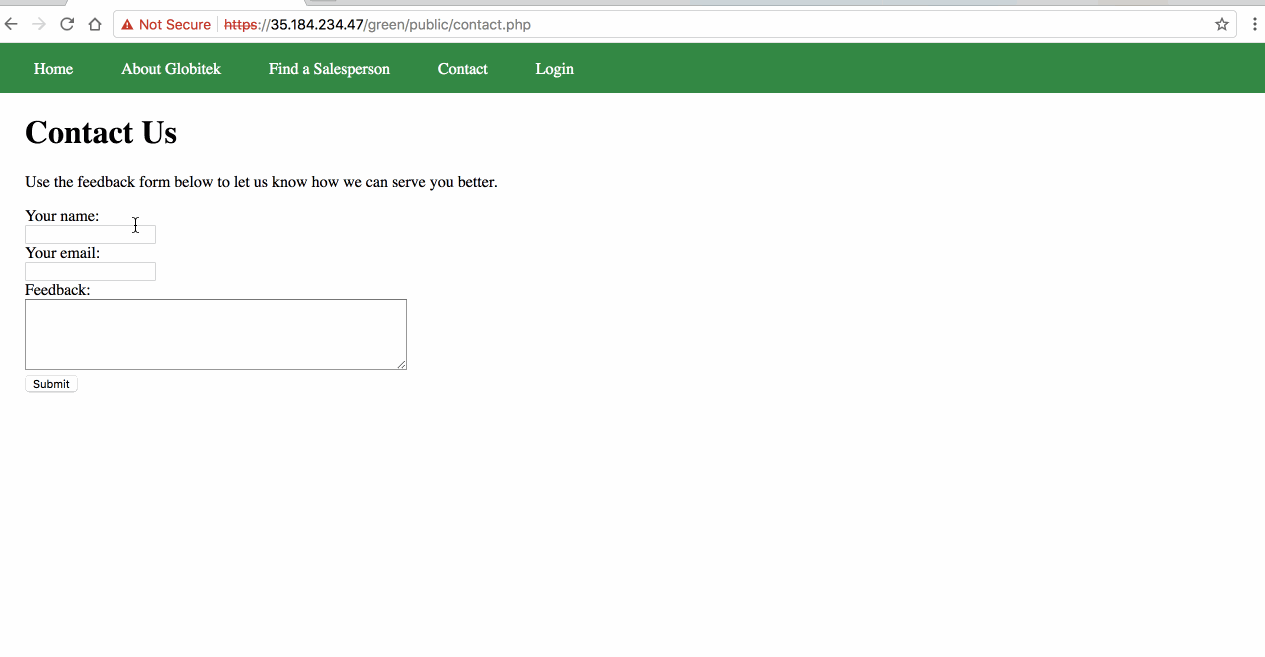 Not Secure https://35.184.234.47/green/public/contact.php
Home About Globitek Find a Salesperson Contact Login
Contact Us
Use the feedback form below to let us know how we can serve you better.
Your name:
Your email:
Feedback:
Submit